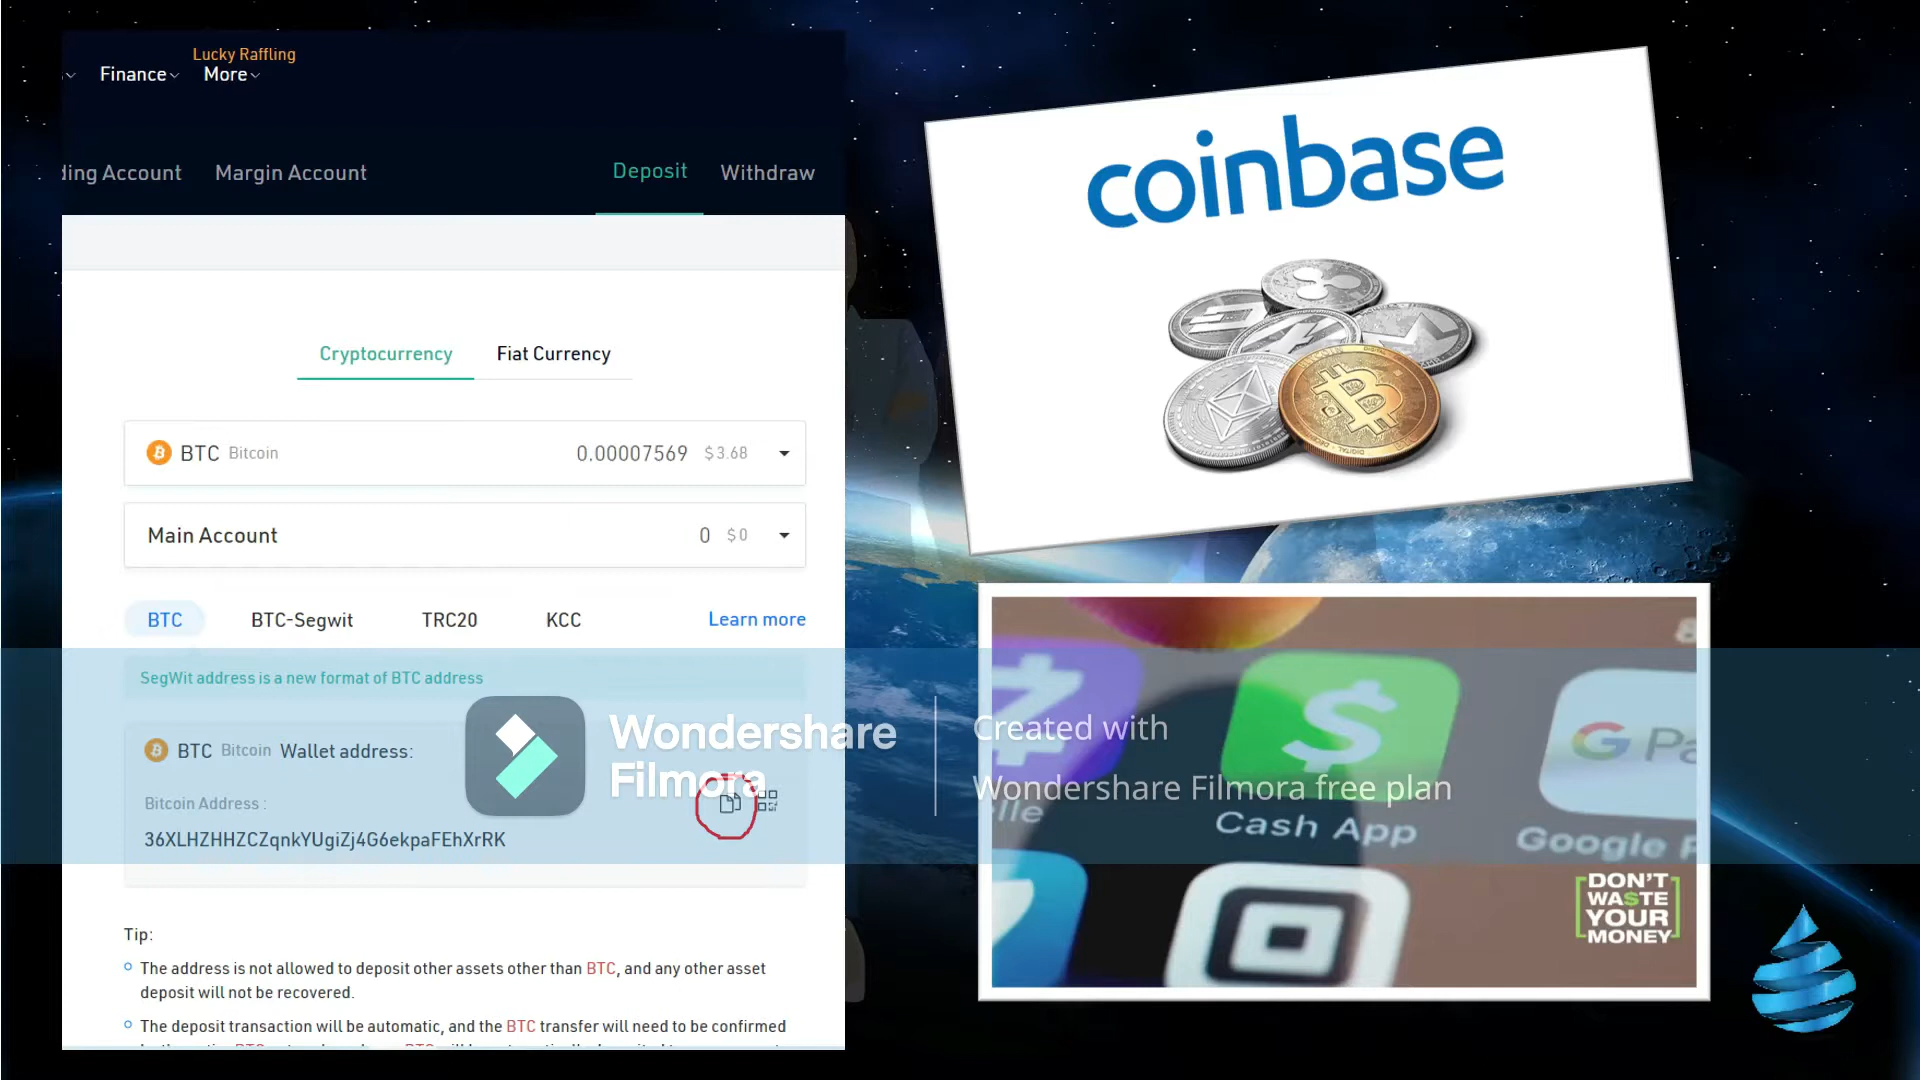 Lucky Raffling
Finance
More
ding Account
Margin Account
Deposit
Withdraw
Cryptocurrency
Fiat Currency
BTC Bitcoin
0.00007569 $3.68
Main Account
0 $0
BTC
BTC-Segwit
TRC20
KCC
Learn more
SegWit address is a new format of BTC address
BTC Bitcoin Wallet address:
Bitcoin Address :
36XLHZHHZCZqnkYUgiZj4G6ekpaFEhXrRK
Tip:
The address is not allowed to deposit other assets other than BTC, and any other asset
deposit will not be recovered.
The deposit transaction will be automatic, and the BTC transfer will need to be confirmed
coinbase
Wondershare
Filmora
Created with
Wondershare Filmora free plan
Cash App
Google P
G Pa
DON'T
WA$TE
YOUR
MONEY